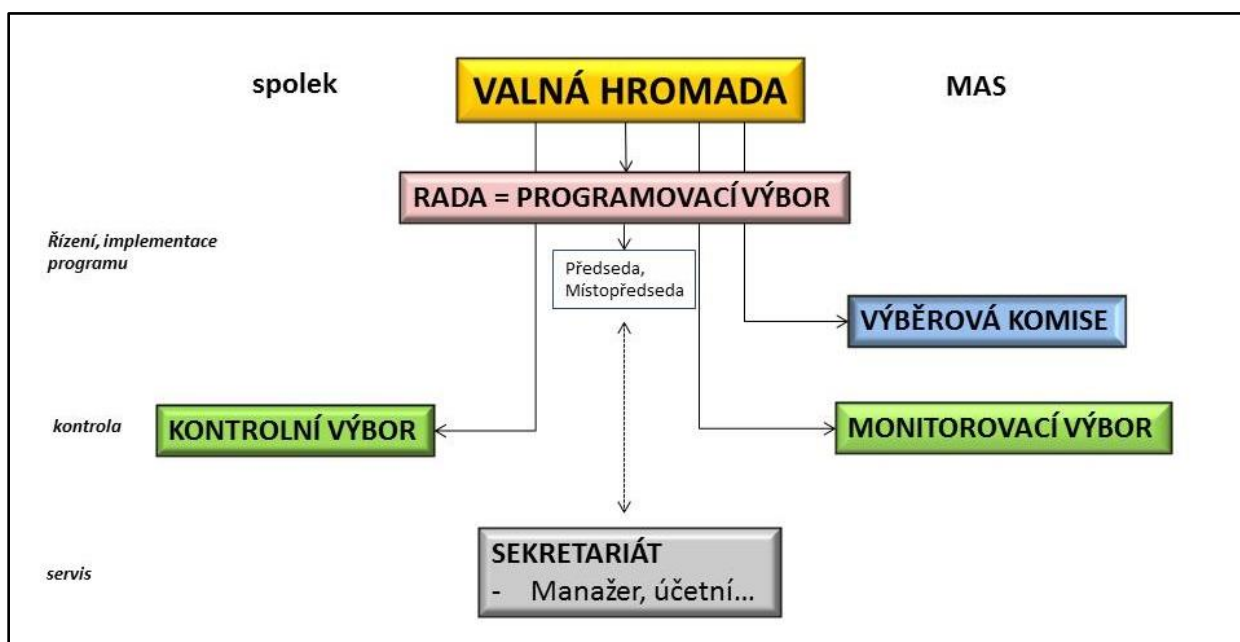 spolek
VALNÁ HROMADA
MAS
RADA = PROGRAMOVACÍ VÝBOR
Řízení, implementace
programu
Předseda,
Místopředseda
VÝBĚROVÁ KOMISE
kontrola
KONTROLNÍ VÝBOR
MONITOROVACÍ VÝBOR
SEKRETARIÁT
- Manažer, účetní...
servis